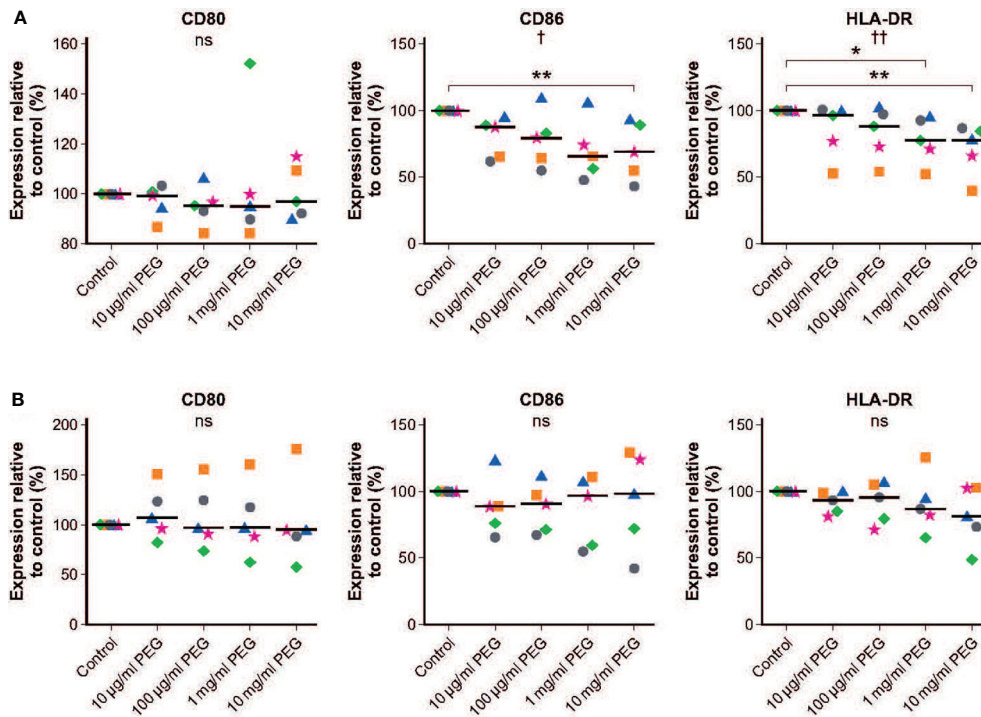 A
CD80
ns
Expression relative
to control (%)
160
140
120
100
80
Control
10 µg/ml PEG
100 µg/ml PEG
1 mg/ml PEG
10 mg/ml PEG
CD86
†
**
Expression relative
to control (%)
150
100
50
0
Control
10 µg/ml PEG
100 µg/ml PEG
1 mg/ml PEG
10 mg/ml PEG
HLA-DR
††
*
**
Expression relative
to control (%)
150
100
50
0
Control
10 µg/ml PEG
100 µg/ml PEG
1 mg/ml PEG
10 mg/ml PEG
B
CD80
ns
Expression relative
to control (%)
200
150
100
50
0
Control
10 µg/ml PEG
100 µg/ml PEG
1 mg/ml PEG
10 mg/ml PEG
CD86
ns
Expression relative
to control (%)
150
100
50
0
Control
10 µg/ml PEG
100 µg/ml PEG
1 mg/ml PEG
10 mg/ml PEG
HLA-DR
ns
Expression relative
to control (%)
150
100
50
0
Control
10 µg/ml PEG
100 µg/ml PEG
1 mg/ml PEG
10 mg/ml PEG